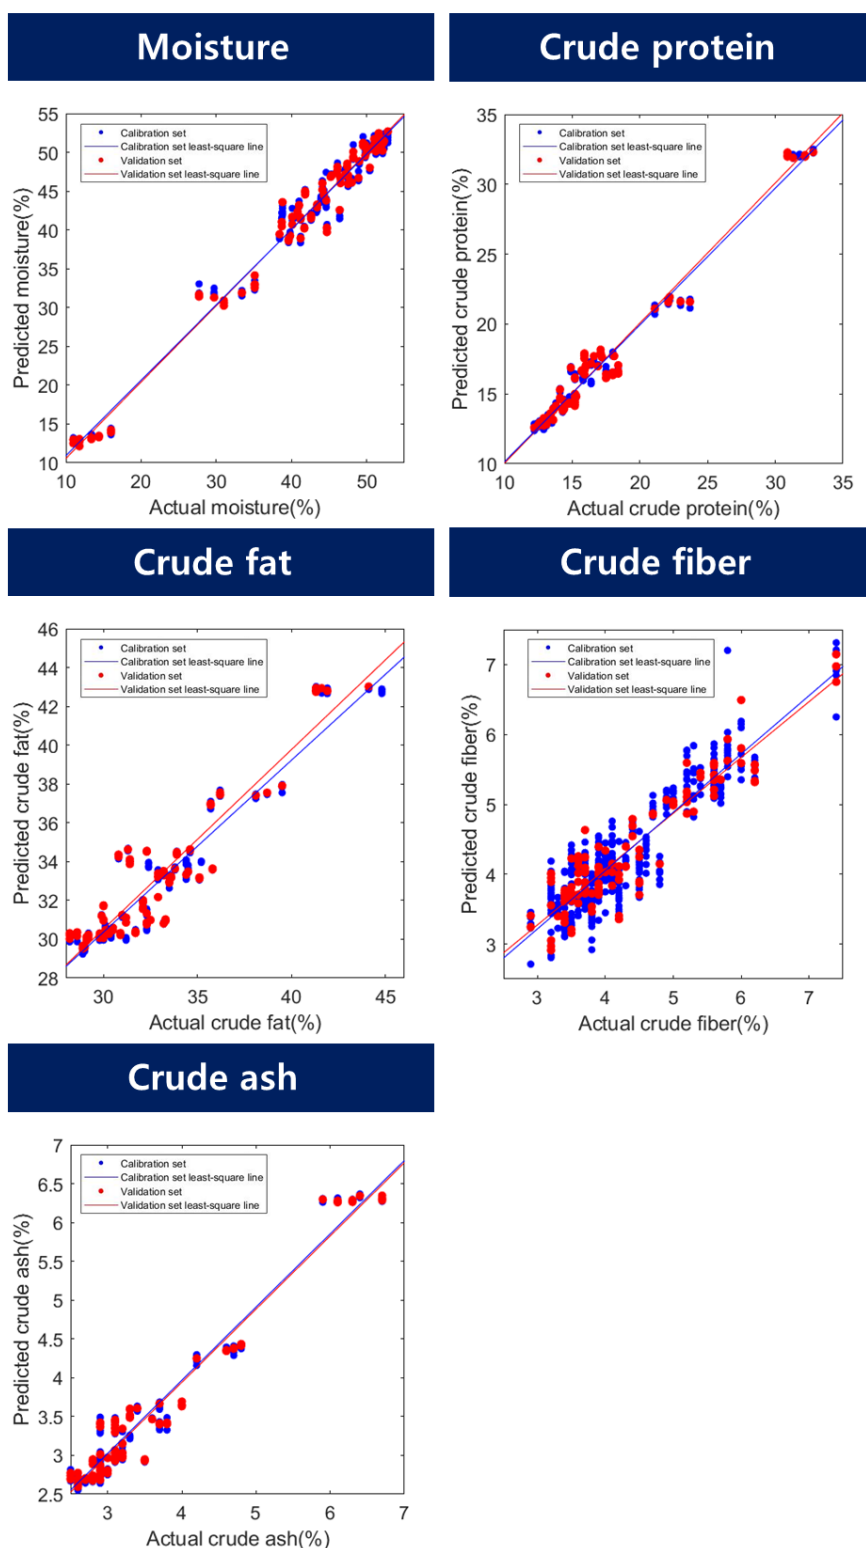 Moisture
Crude protein
55
50
45
40
35
30
25
20
15
10
10
20
30
40
50
Predicted moisture(%)
Actual moisture(%)
Calibration set
Calibration set least-square line
Validation set
Validation set least-square line
35
30
25
20
15
10
10
15
20
25
30
35
Predicted crude protein(%)
Actual crude protein(%)
Calibration set
Calibration set least-square line
Validation set
Validation set least-square line
Crude fat
Crude fiber
46
44
42
40
38
36
34
32
30
28
30
35
40
45
Predicted crude fat(%)
Actual crude fat(%)
Calibration set
Calibration set least-square line
Validation set
Validation set least-square line
7
6
5
4
3
3
4
5
6
7
Predicted crude fiber(%)
Actual crude fiber(%)
Calibration set
Calibration set least-square line
Validation set
Validation set least-square line
Crude ash
7
6.5
6
5.5
5
4.5
4
3.5
3
2.5
3
4
5
6
7
Predicted crude ash(%)
Actual crude ash(%)
Calibration set
Calibration set least-square line
Validation set
Validation set least-square line